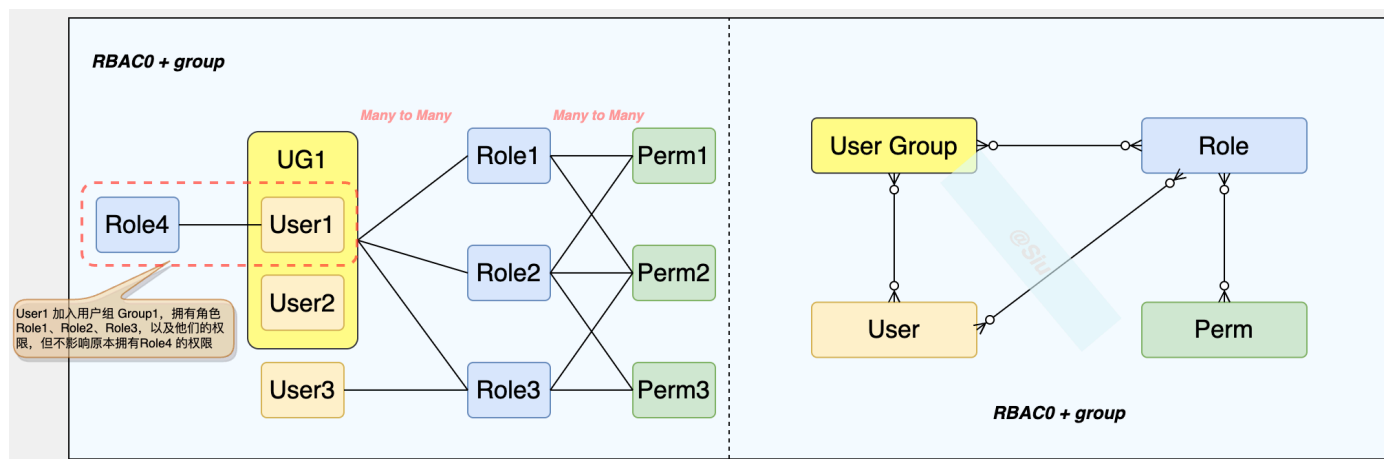 RBAC0 + group
Many to Many
Many to Many
UG1
Role1
Perm1
Role4
User1
User2
Role2
Perm2
User1 加入用户组 Group1，拥有角色
Role1、Role2、Role3，以及他们的权
限，但不影响原本拥有Role4 的权限
User3
Role3
Perm3
User Group
Role
User
Perm
RBAC0 + group